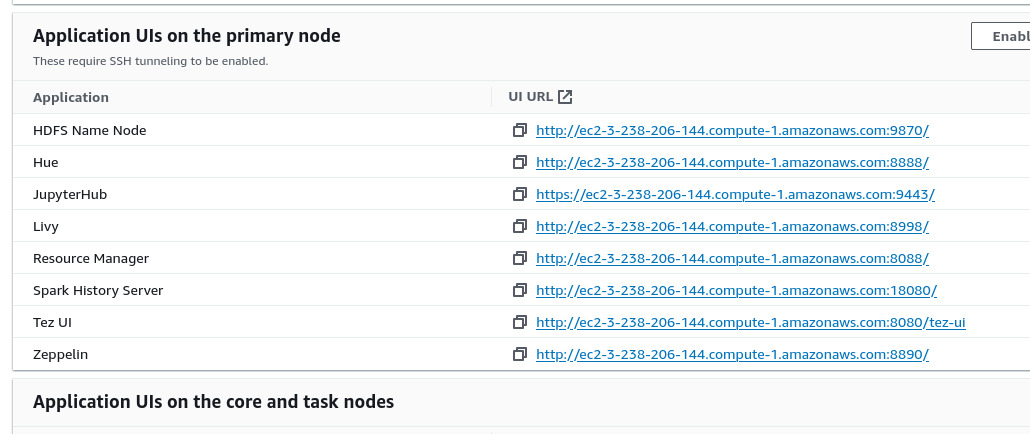 Application UIs on the primary node
Enabl
These require SSH tunneling to be enabled.
Application UI URL
HDFS Name Node http://ec2-3-238-206-144.compute-1.amazonaws.com:9870/
Hue http://ec2-3-238-206-144.compute-1.amazonaws.com:8888/
JupyterHub https://ec2-3-238-206-144.compute-1.amazonaws.com:9443/
Livy http://ec2-3-238-206-144.compute-1.amazonaws.com:8998/
Resource Manager http://ec2-3-238-206-144.compute-1.amazonaws.com:8088/
Spark History Server http://ec2-3-238-206-144.compute-1.amazonaws.com:18080/
Tez UI http://ec2-3-238-206-144.compute-1.amazonaws.com:8080/tez-ui
Zeppelin http://ec2-3-238-206-144.compute-1.amazonaws.com:8890/
Application UIs on the core and task nodes